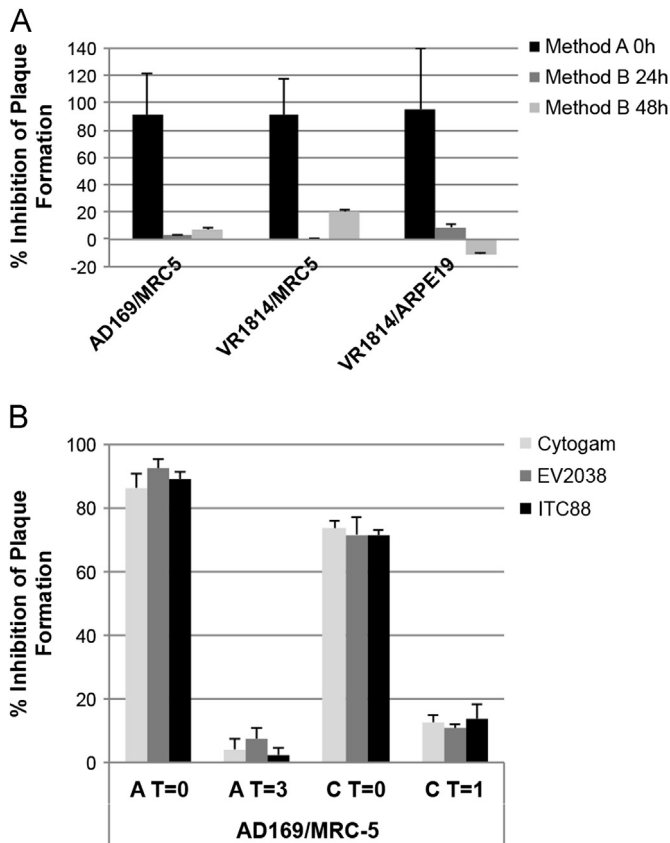 A
% Inhibition of Plaque
Formation
140
120
100
80
60
40
20
0
-20
AD169/MRC5
VR1814/MRC5
VR1814/ARPE19
Method A 0h
Method B 24h
Method B 48h
B
% Inhibition of Plaque
Formation
100
80
60
40
20
0
A T=0
A T=3
C T=0
C T=1
AD169/MRC-5
Cytogam
EV2038
ITC88